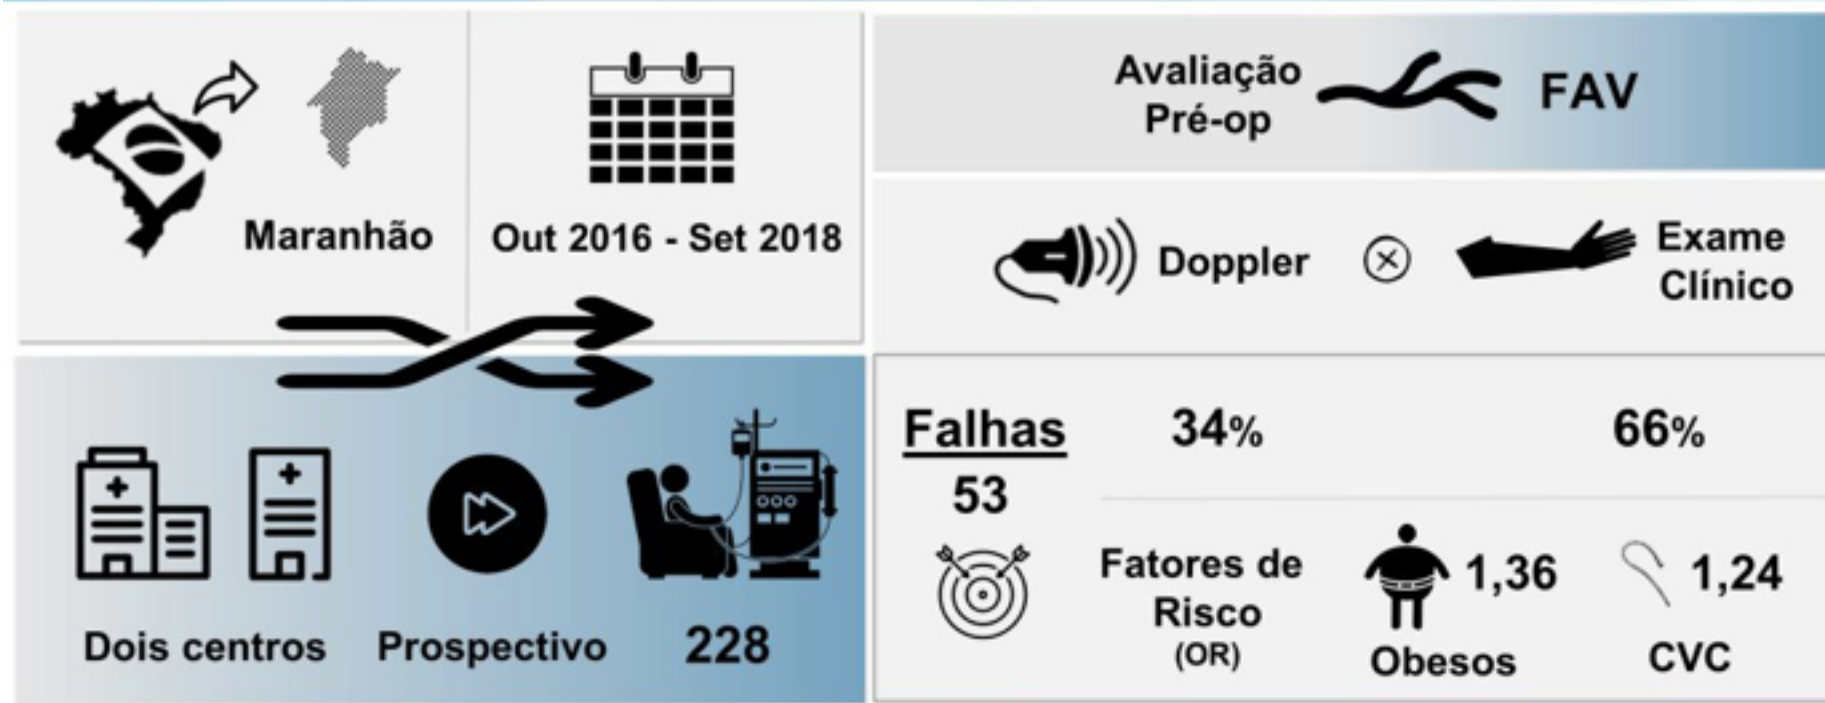 Maranhão
Out 2016 - Set 2018
Dois centros
Prospectivo
228
Avaliação
Pré-op
FAV
Doppler
Exame
Clínico
Falhas
53
34%
66%
Fatores de
Risco
(OR)
1,36
Obesos
1,24
CVC